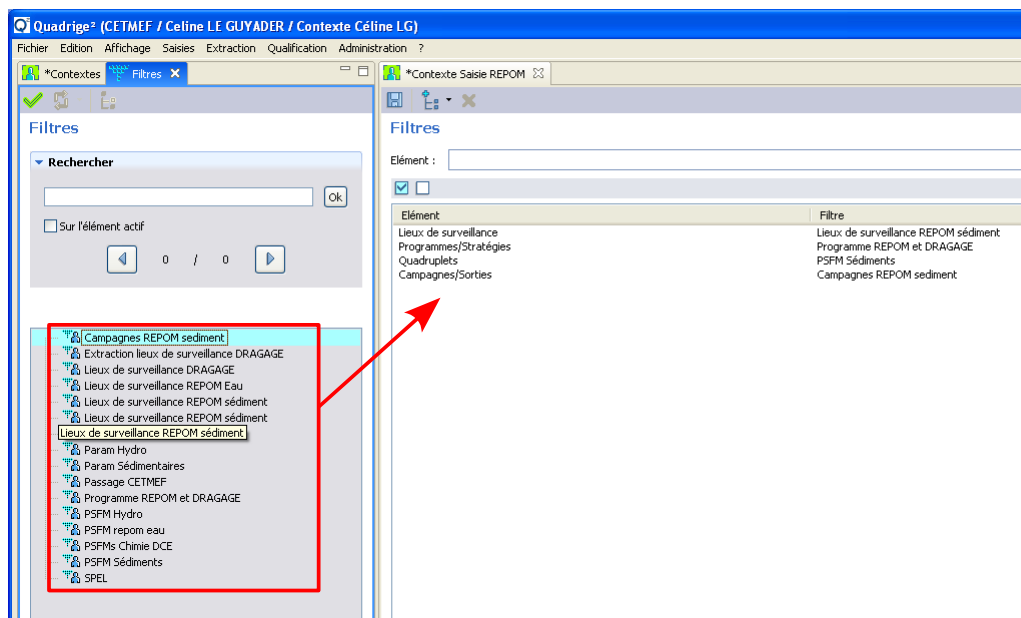 Quadrige² (CETMEF / Celine LE GUYADER / Contexte Céline LG)
Fichier Edition Affichage Saisies Extraction Qualification Administration ?
*Contextes Filtres
*Contexte Saisie REPOM
Filtres
Rechercher
Ok
Sur l'élément actif
0 / 0
Campagnes REPOM sediment
Extraction lieux de surveillance DRAGAGE
Lieux de surveillance DRAGAGE
Lieux de surveillance REPOM Eau
Lieux de surveillance REPOM sédiment
Lieux de surveillance REPOM sédiment
Lieux de surveillance REPOM sédiment
Param Hydro
Param Sédimentaires
Passage CETMEF
Programme REPOM et DRAGAGE
PSFM Hydro
PSFM repom eau
PSFMs Chimie DCE
PSFM Sédiments
SPEL
Filtres
Elément :
Elément Filtre
Lieux de surveillance Lieux de surveillance REPOM sédiment
Programmes/Stratégies Programme REPOM et DRAGAGE
Quadruplets PSFM Sédiments
Campagnes/Sorties Campagnes REPOM sediment